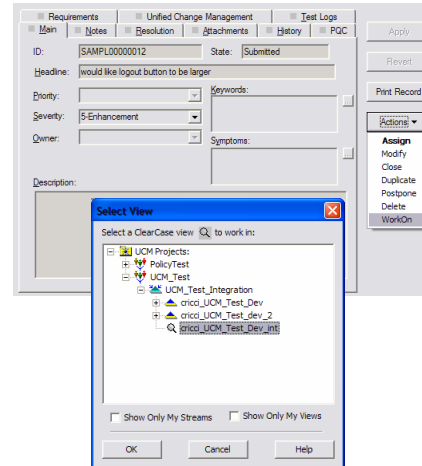 Requirements Unified Change Management Test Logs
Main Notes Resolution Attachments History PQC
ID: SAMPL00000012 State: Submitted
Headline: would like logout button to be larger
Priority: Keywords:
Severity: 5-Enhancement
Owner: Symptoms:
Description:
Apply
Revert
Print Record
Actions
Assign
Modify
Close
Duplicate
Postpone
Delete
WorkOn
Select View
Select a ClearCase view to work in:
UCM Projects:
PolicyTest
UCM_Test
UCM_Test_Integration
cricci_UCM_Test_Dev
cricci_UCM_Test_dev_2
cricci_UCM_Test_Dev_int
Show Only My Streams Show Only My Views
OK Cancel Help